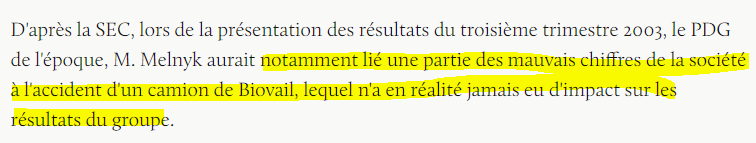 D'après la SEC, lors de la présentation des résultats du troisième trimestre 2003, le PDG
de l'époque, M. Melnyk aurait notamment lié une partie des mauvais chiffres de la société
à l'accident d'un camion de Biovail, lequel n'a en réalité jamais eu d'impact sur les
résultats du groupe.